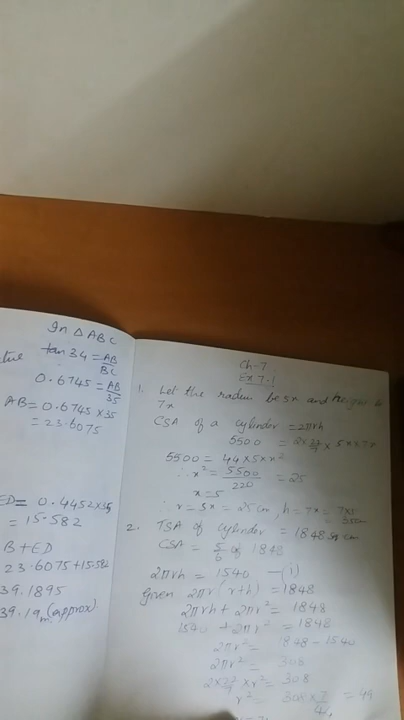 In △ABC
tan 34 = AB/BC
0.6745 = AB/35
AB = 0.6745 × 35
= 23.6075
ED = 0.4452 × 35
= 15.582
B + ED
23.6075 + 15.582
39.1895
39.19m (approx)
Ch-7
Ex 7.1
1. Let the radius be 5x and height be
7x
CSA of a cylinder = 2πrh
5500 = 2 × 22/7 × 5x × 7x
5500 = 44 × 5 × x²
∴ x² = 5500/220 = 25
x = 5
∴ r = 5x = 25 cm, h = 7x = 7×5
= 35cm
2. TSA of cylinder = 1848 sq cm
CSA = 5/6 of 1848
2πrh = 1540 — (1)
Given 2πr (r+h) = 1848
2πrh + 2πr² = 1848
1540 + 2πr² = 1848
2πr² = 1848 - 1540
2πr² = 308
2 × 22/7 × r² = 308
r² = 308 × 7/44 = 49